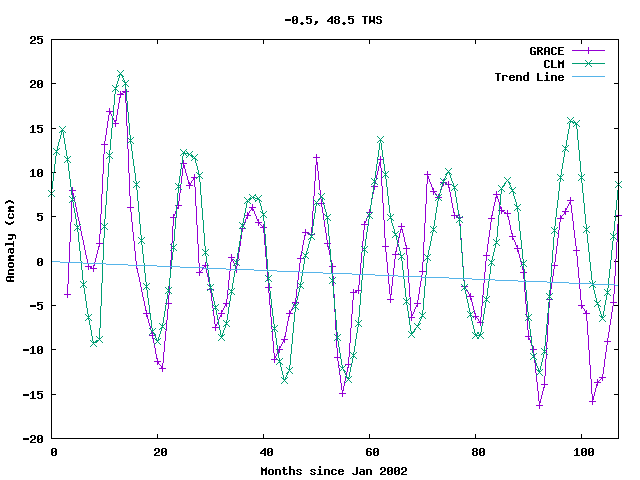 -0.5, 48.5 TWS
GRACE
CLM
Trend Line
25
20
15
10
5
0
-5
-10
-15
-20
Anomaly (cm)
0 20 40 60 80 100
Months since Jan 2002